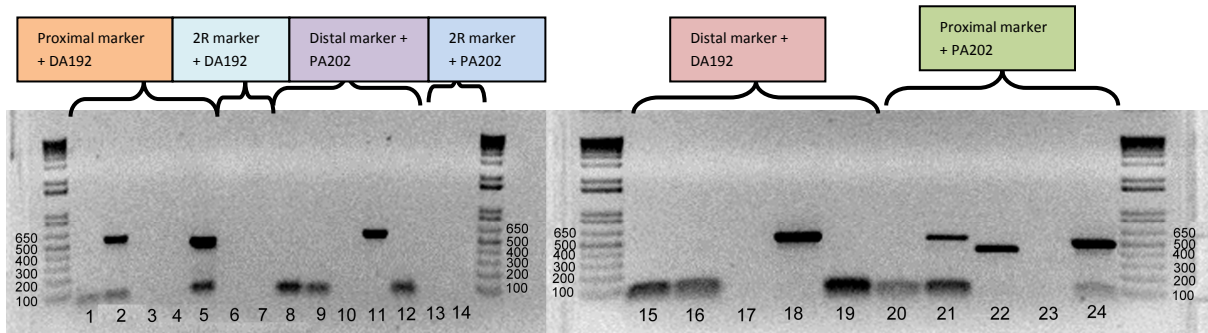 Proximal marker
+ DA192
2R marker
+ DA192
Distal marker +
PA202
2R marker
+ PA202
Distal marker +
DA192
Proximal marker
+ PA202
650
500
400
300
200
100
650
500
400
300
200
100
650
500
400
300
200
100
650
500
400
300
200
100
1 2 3 4 5 6 7 8 9 10 11 12 13 14
15 16 17 18 19 20 21 22 23 24